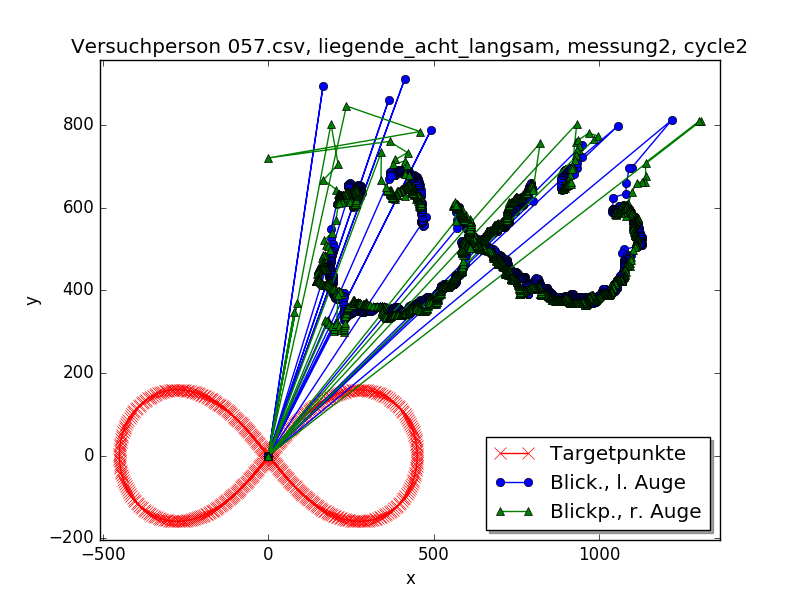 Versuchperson 057.csv, liegende_acht_langsam, messung2, cycle2
y
800
600
400
200
0
−200
−500
0
500
1000
x
Targetpunkte
Blick., l. Auge
Blickp., r. Auge